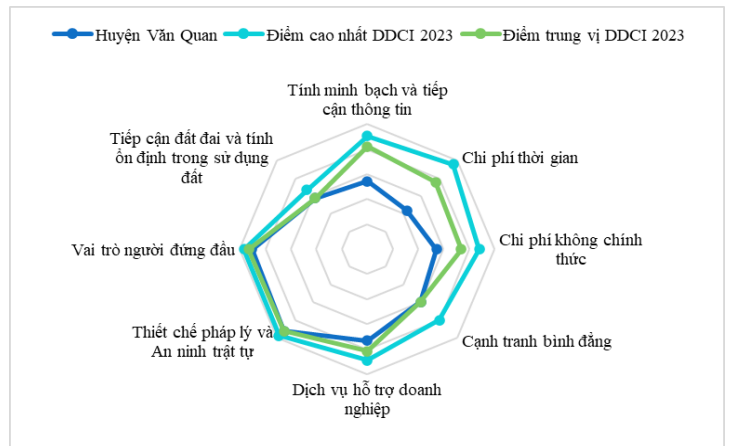 Huyện Văn Quan
Điểm cao nhất DDCI 2023
Điểm trung vị DDCI 2023
Tính minh bạch và tiếp
cận thông tin
Chi phí thời gian
Chi phí không chính
thức
Cạnh tranh bình đẳng
Dịch vụ hỗ trợ doanh
nghiệp
Thiết chế pháp lý và
An ninh trật tự
Vai trò người đứng đầu
Tiếp cận đất đai và tính
ổn định trong sử dụng
đất